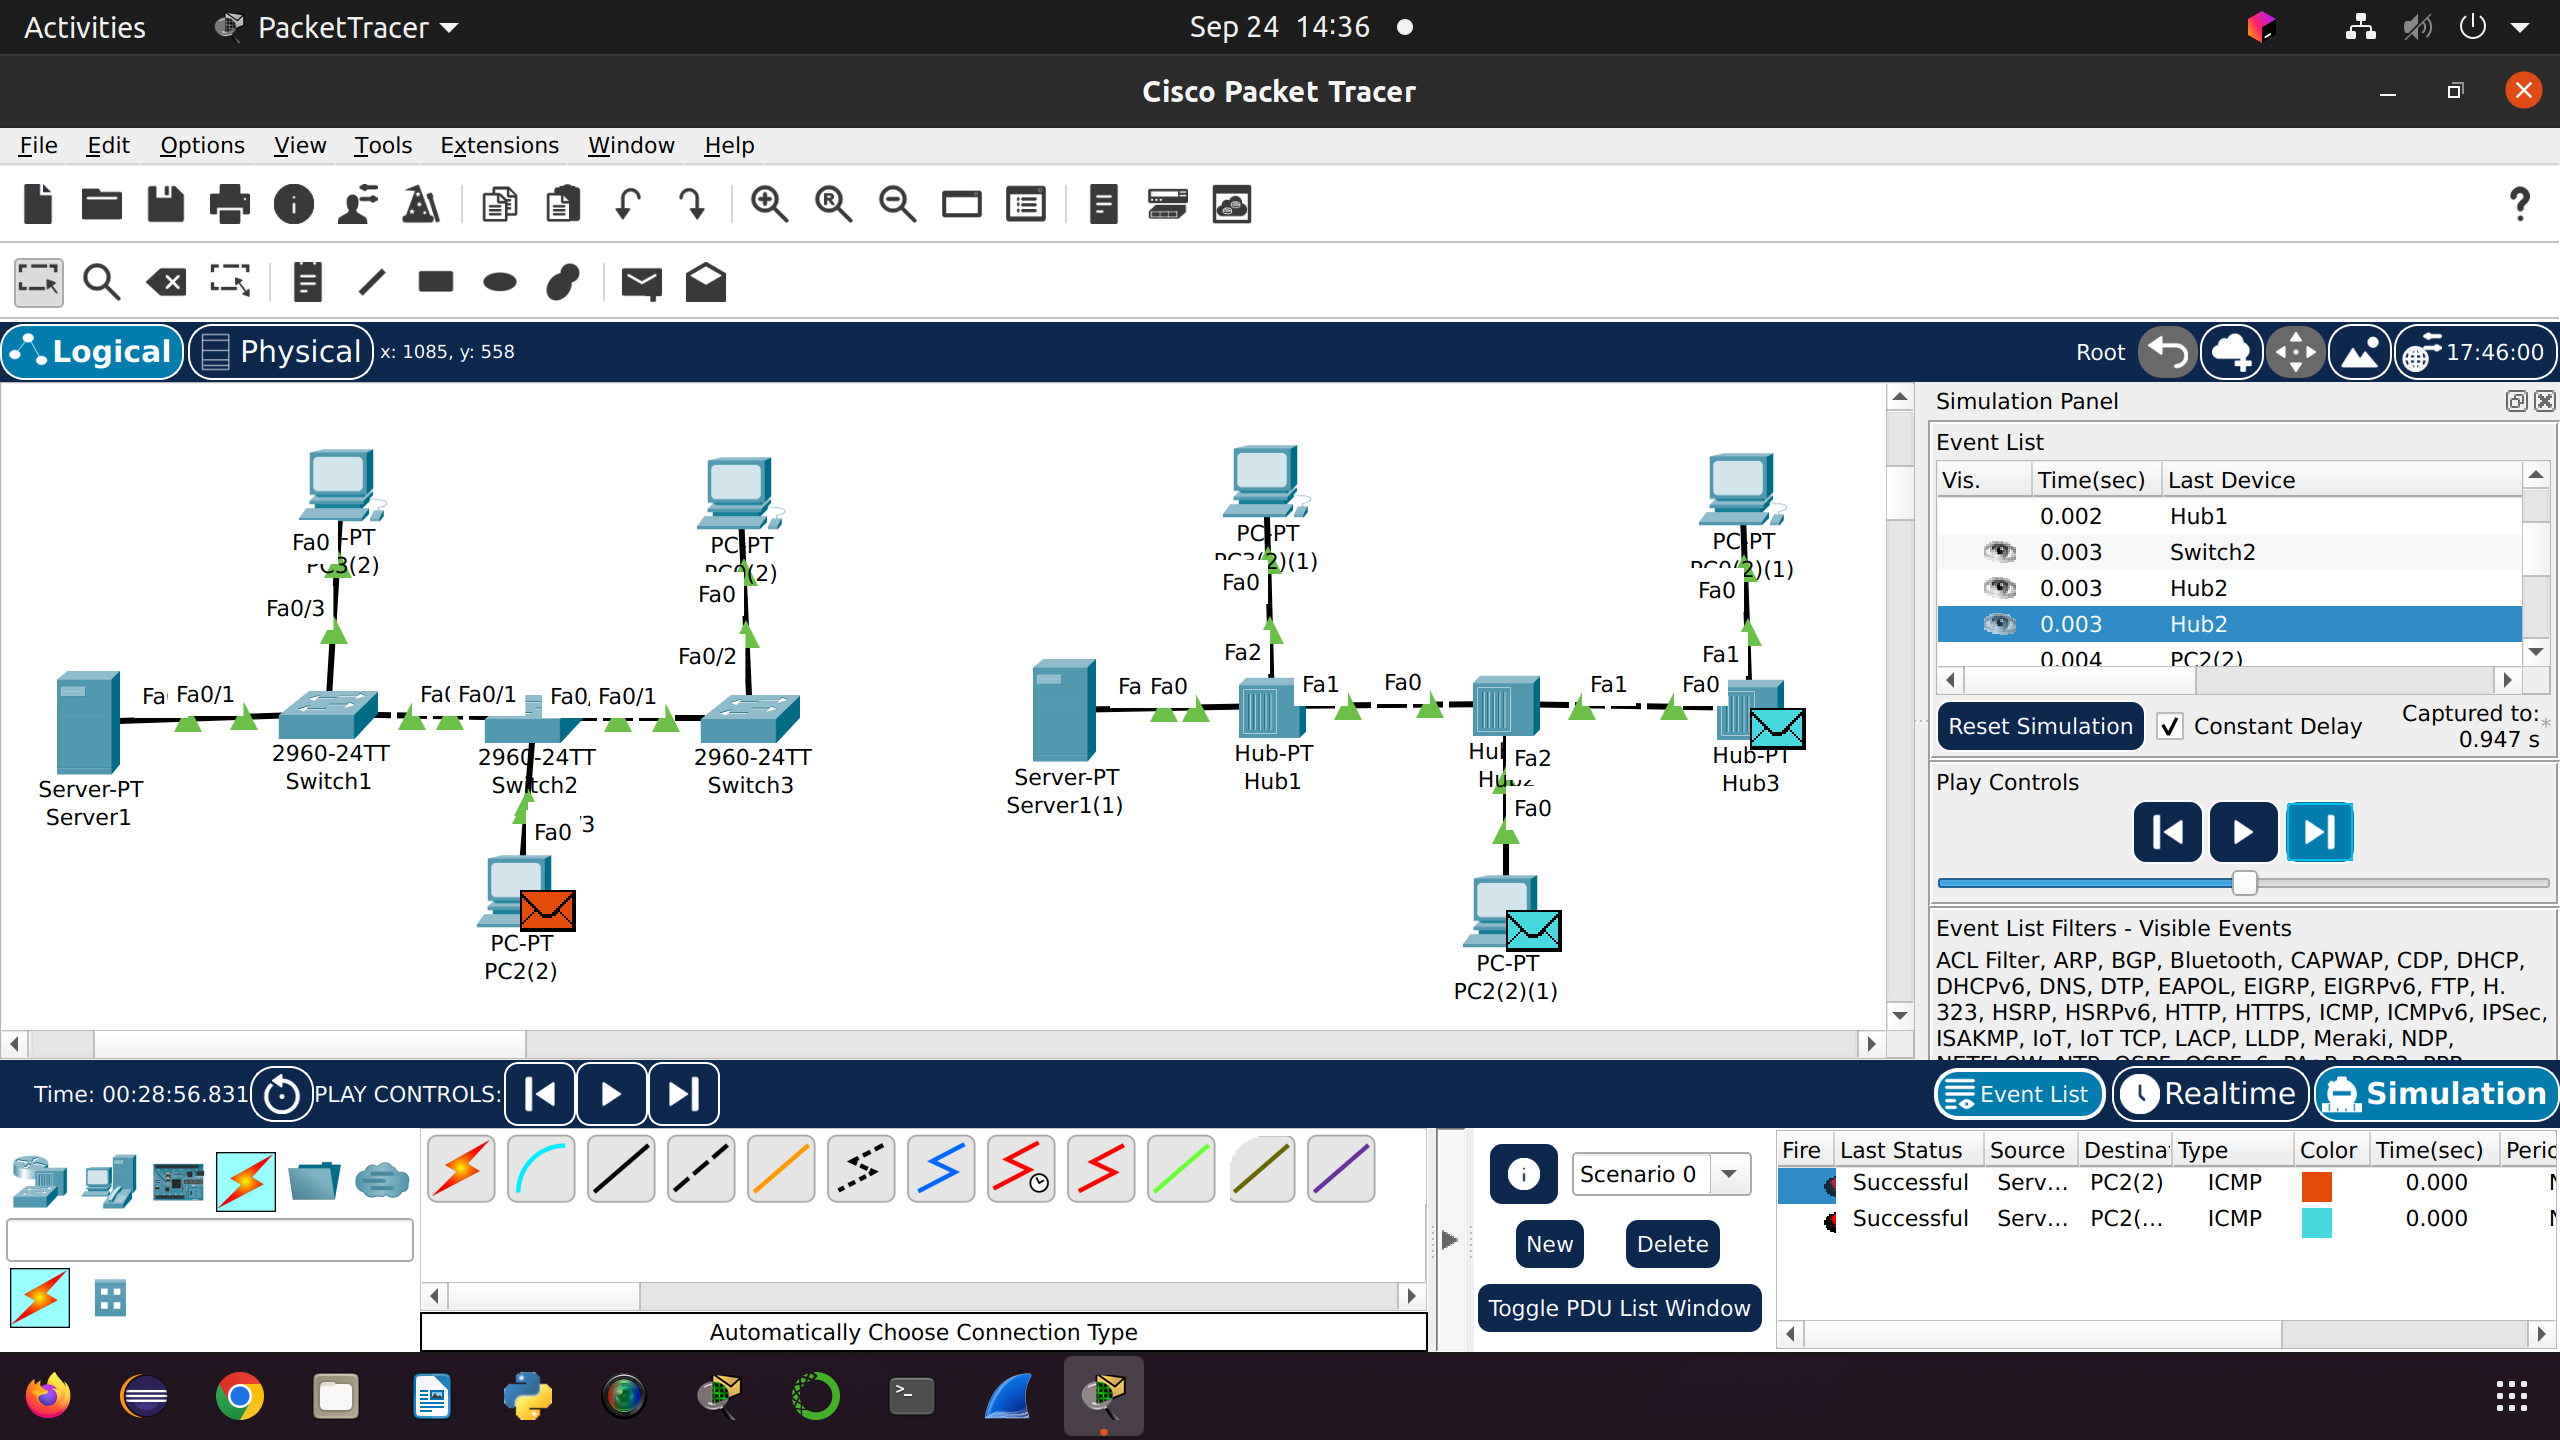 Activities PacketTracer Sep 24 14:36
Cisco Packet Tracer
File Edit Options View Tools Extensions Window Help
Logical Physical x: 1085, y: 558 Root 17:46:00
Simulation Panel
Event List
Vis. Time(sec) Last Device
0.002 Hub1
0.003 Switch2
0.003 Hub2
0.003 Hub2
0.004 PC2(2)
Reset Simulation Constant Delay Captured to:
0.947 s
Play Controls
Event List Filters - Visible Events
ACL Filter, ARP, BGP, Bluetooth, CAPWAP, CDP, DHCP,
DHCPv6, DNS, DTP, EAPOL, EIGRP, EIGRPv6, FTP, H.
323, HSRP, HSRPv6, HTTP, HTTPS, ICMP, ICMPv6, IPSec,
ISAKMP, IoT, IoT TCP, LACP, LLDP, Meraki, NDP,
Fa0 -PT
3(2)
Fa0/3
PC-PT
(2)
Fa0
Fa0/2
Fa Fa0/1 Fa0/1 Fa0 Fa0/1
2960-24TT
Switch1
2960-24TT
Switch2
2960-24TT
Switch3
Server-PT
Server1
Fa0 /3
PC-PT
PC2(2)
PC-PT
PC3(2)(1)
Fa0
Fa2
PC-PT
PC0(2)(1)
Fa0
Fa1
Fa Fa0 Fa1 Fa0 Fa1 Fa0
Hub-PT
Hub1
Fa2
Hub2
Fa0
Hub-PT
Hub3
Server-PT
Server1(1)
PC-PT
PC2(2)(1)
Time: 00:28:56.831 PLAY CONTROLS: Event List Realtime Simulation
Scenario 0
New Delete
Toggle PDU List Window
Fire Last Status Source Destina Type Color Time(sec) Peric
Successful Serv... PC2(2) ICMP 0.000
Successful Serv... PC2(... ICMP 0.000
Automatically Choose Connection Type